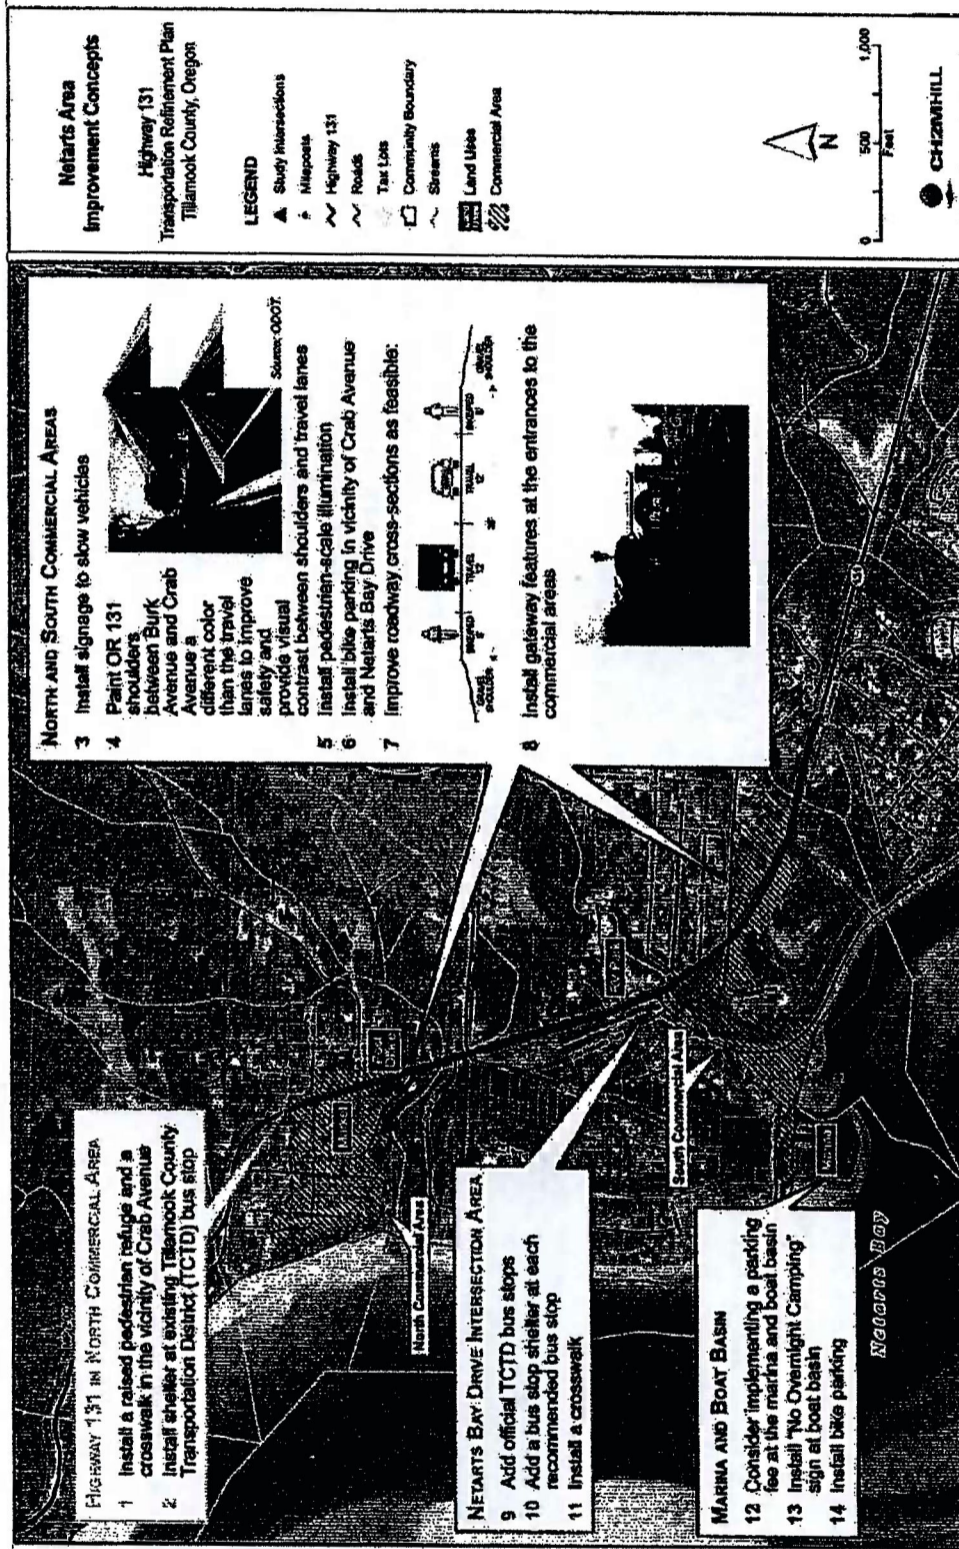 Netarts Area
Improvement Concepts
Highway 131
Transportation Refinement Plan
Tillamook County, Oregon
LEGEND
Study Intersections
Mileposts
Highway 131
Roads
Tax Lots
Community Boundary
Streams
Land Uses
Commercial Area
N
0 500 1,000
Feet
CH2MHILL
HIGHWAY 131 IN NORTH COMMERCIAL AREA
1 Install a raised pedestrian refuge and a
crosswalk in the vicinity of Crab Avenue
2 Install shelter at existing Tillamook County
Transportation District (TCTD) bus stop
NORTH AND SOUTH COMMERCIAL AREAS
3 Install signage to slow vehicles
4 Paint OR 131
shoulders
between Burk
Avenue and Crab
Avenue a
different color
than the travel
lanes to improve
safety and
provide visual
contrast between shoulders and travel lanes
Source: ODOT
5 Install pedestrian-scale illumination
6 Install bike parking in vicinity of Crab Avenue
and Netarts Bay Drive
7 Improve roadway cross-sections as feasible:
GRAVEL
SHOULDER
TRAVEL
12'
TRAVEL
12'
GRAVEL
SHOULDER
8 Install gateway features at the entrances to the
commercial areas
North Commercial Area
NETARTS BAY DRIVE INTERSECTION AREA
9 Add official TCTD bus stops
10 Add a bus stop shelter at each
recommended bus stop
11 Install a crosswalk
South Commercial Area
131
MARINA AND BOAT BASIN
12 Consider implementing a parking
fee at the marina and boat basin
13 Install "No Overnight Camping"
sign at boat basin
14 Install bike parking
Netarts Bay